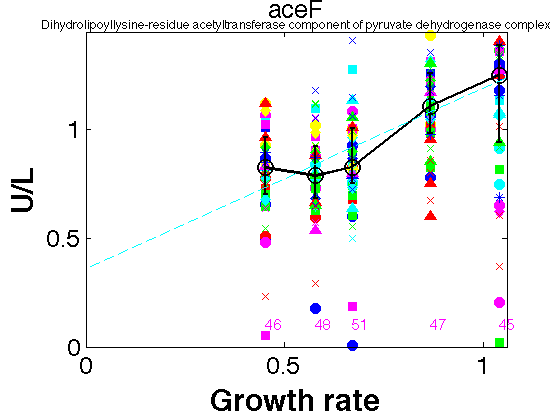 aceF
Dihydrolipoyllysine-residue acetyltransferase component of pyruvate dehydrogenase complex
U/L
1
0.5
0
46 48 51 47 45
0 0.5 1
Growth rate